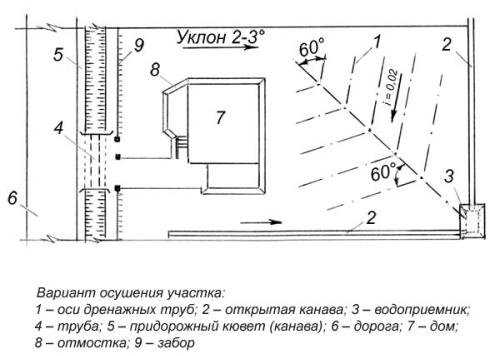 Уклон 2-3°
5
9
60°
1
2
8
i = 0,02
7
4
60°
3
6
2
Вариант осушения участка:
1 – оси дренажных труб; 2 – открытая канава; 3 – водоприемник;
4 – труба; 5 – придорожный кювет (канава); 6 – дорога; 7 – дом;
8 – отмостка; 9 – забор